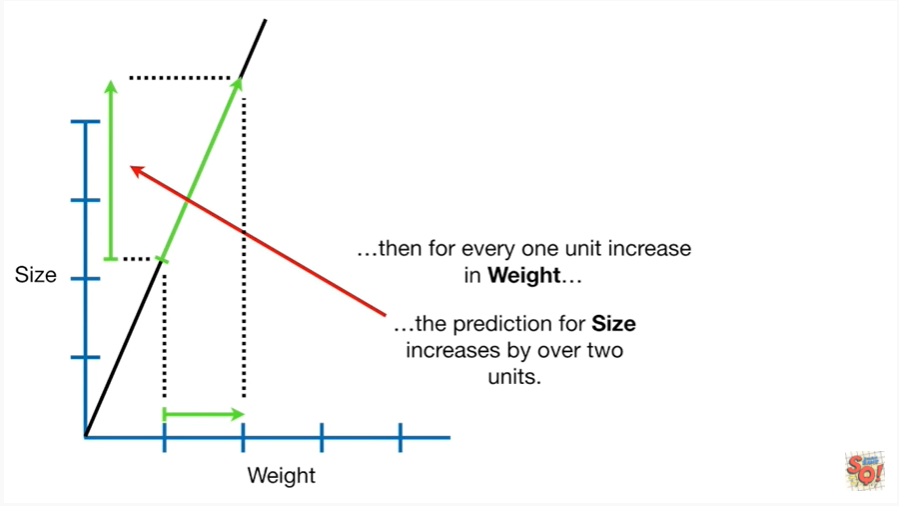 …then for every one unit increase
in Weight…
…the prediction for Size
increases by over two
units.
Size
Weight
SQ!